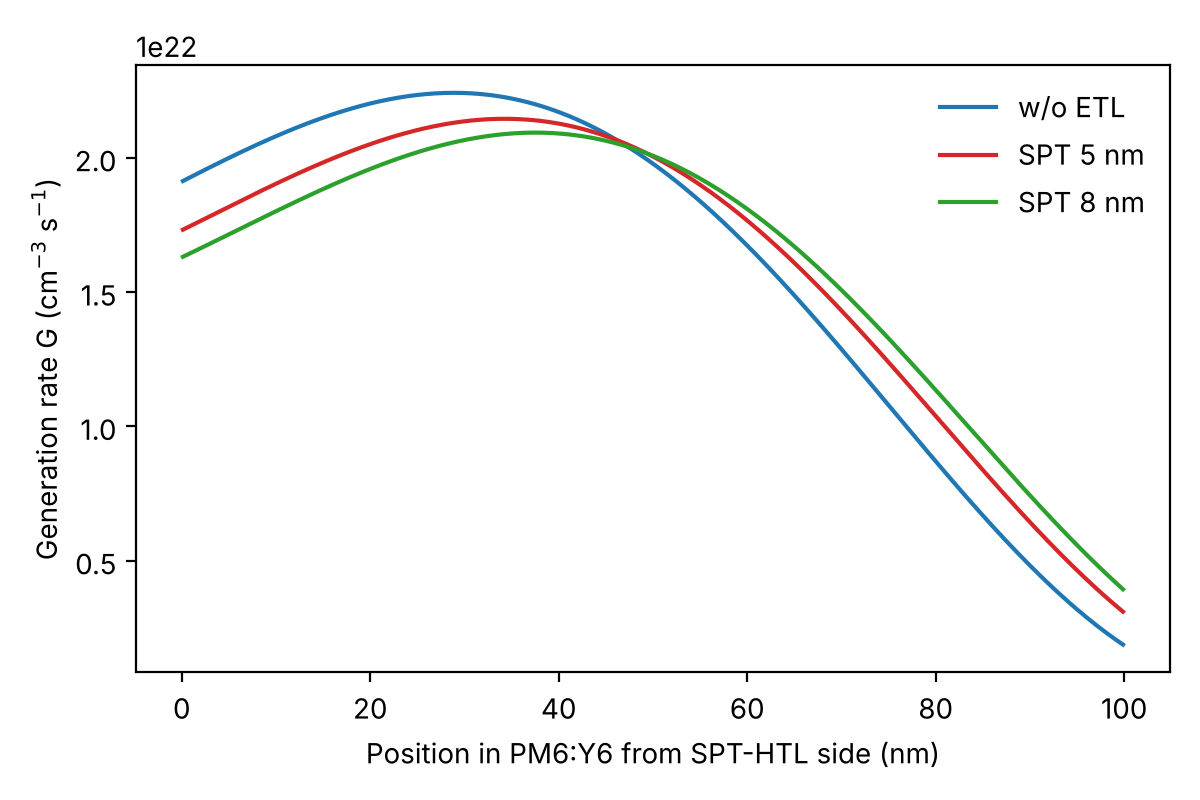 1e22
w/o ETL
SPT 5 nm
SPT 8 nm
2.0
1.5
1.0
0.5
Generation rate G (cm⁻³ s⁻¹)
0 20 40 60 80 100
Position in PM6:Y6 from SPT-HTL side (nm)